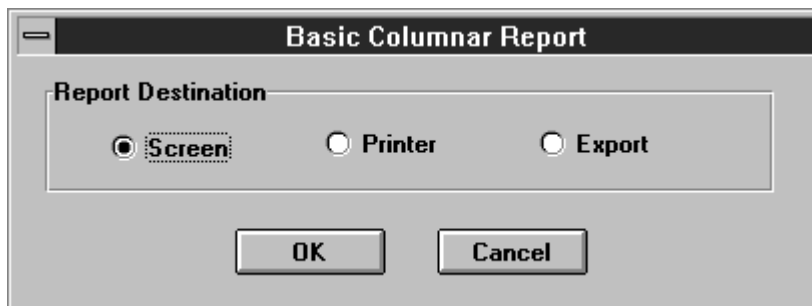 Basic Columnar Report
Report Destination
Screen Printer Export
OK Cancel